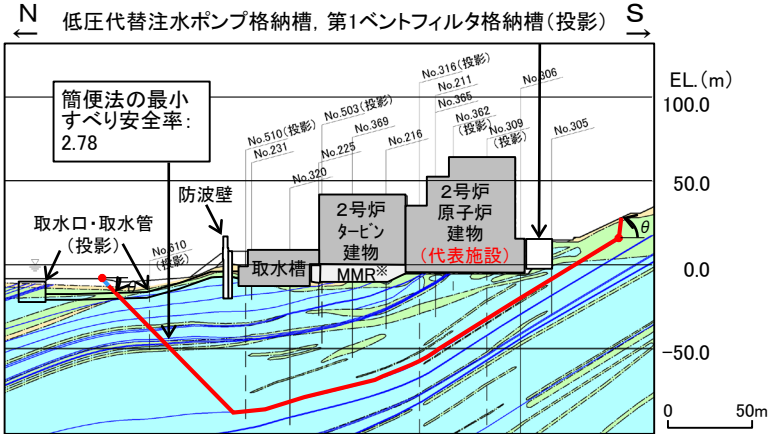 N
S
低圧代替注水ポンプ格納槽，第1ベントフィルタ格納槽(投影)
EL.(m)
100.0
50.0
0.0
−50.0
簡便法の最小
すべり安全率：
2.78
No.316(投影)
No.211
No.306
No.365
No.503(投影)
No.362
(投影)
No.369
No.309
(投影)
No.305
No.510(投影)
No.225
No.216
No.231
No.320
防波壁
取水口・取水管
(投影)
No.610
(投影)
2号炉
タービン
建物
2号炉
原子炉
建物
(代表施設)
取水槽
MMR※
θ
θ
0
50m